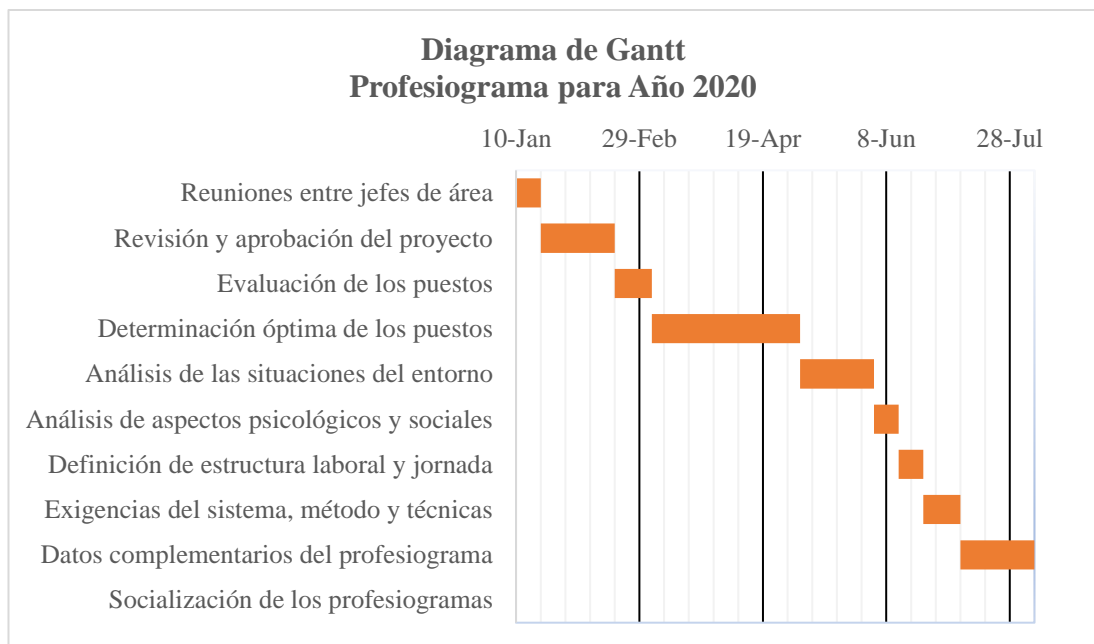 Diagrama de Gantt
Profesiograma para Año 2020
10-Jan 29-Feb 19-Apr 8-Jun 28-Jul
Reuniones entre jefes de área
Revisión y aprobación del proyecto
Evaluación de los puestos
Determinación óptima de los puestos
Análisis de las situaciones del entorno
Análisis de aspectos psicológicos y sociales
Definición de estructura laboral y jornada
Exigencias del sistema, método y técnicas
Datos complementarios del profesiograma
Socialización de los profesiogramas